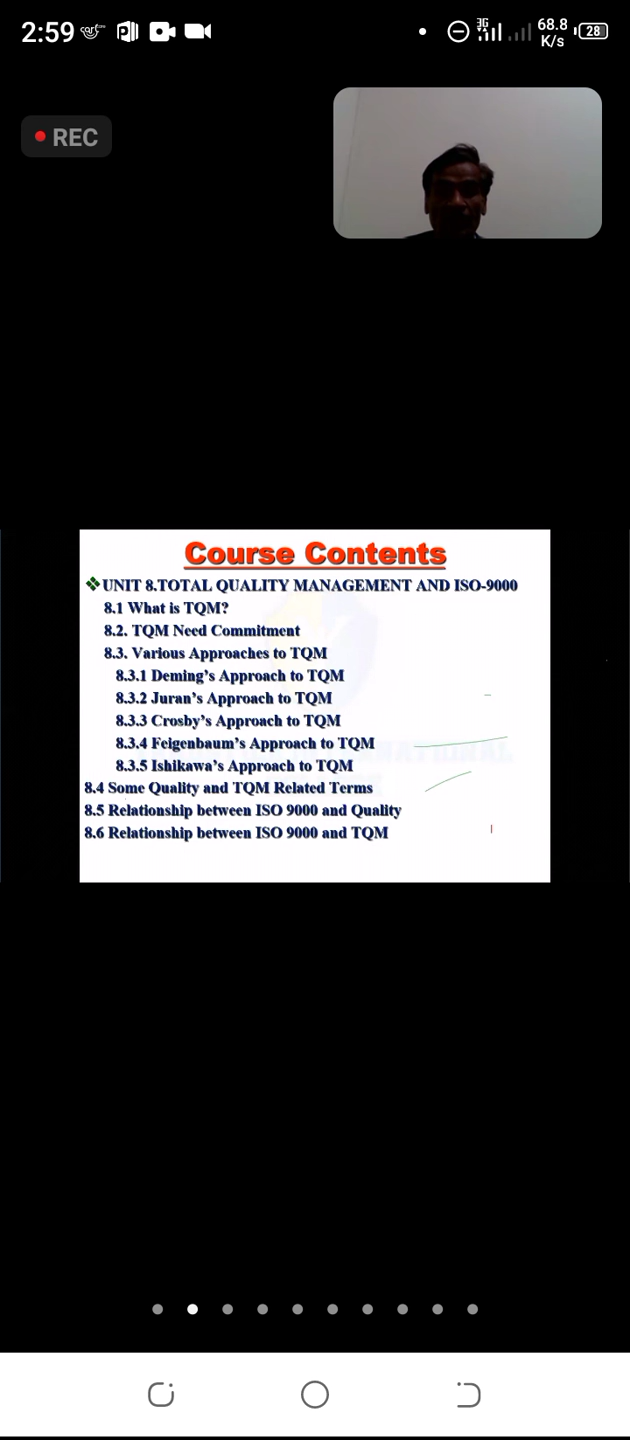 2:59
3G
68.8
K/s
28
REC
Course Contents
❖UNIT 8.TOTAL QUALITY MANAGEMENT AND ISO-9000
8.1 What is TQM?
8.2. TQM Need Commitment
8.3. Various Approaches to TQM
8.3.1 Deming's Approach to TQM
8.3.2 Juran's Approach to TQM
8.3.3 Crosby's Approach to TQM
8.3.4 Feigenbaum's Approach to TQM
8.3.5 Ishikawa's Approach to TQM
8.4 Some Quality and TQM Related Terms
8.5 Relationship between ISO 9000 and Quality
8.6 Relationship between ISO 9000 and TQM